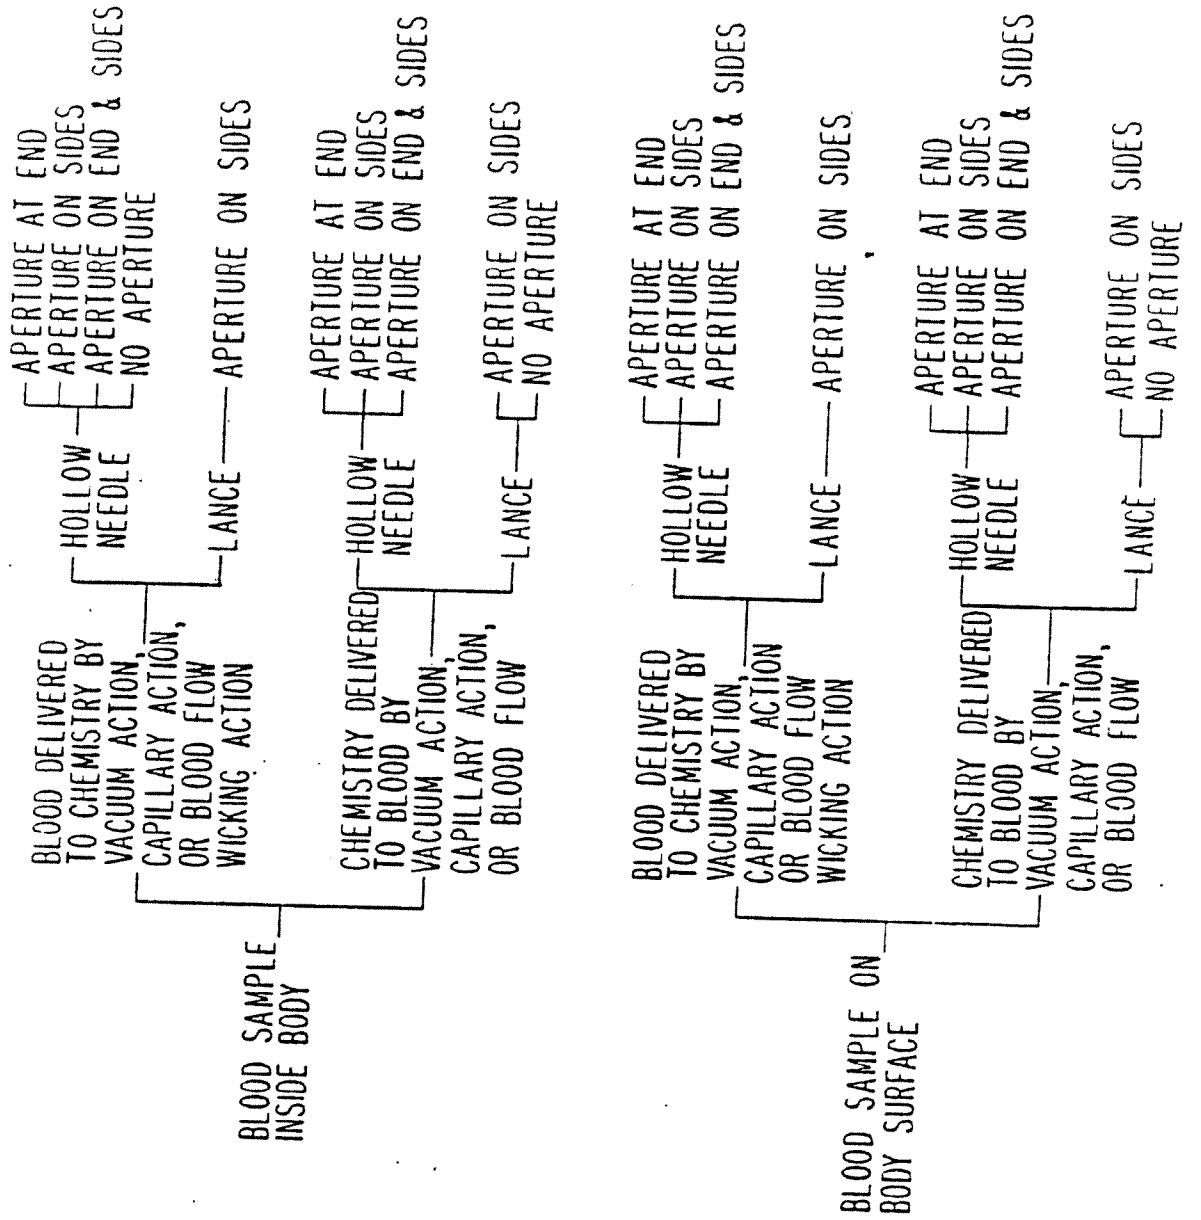 BLOOD SAMPLE
INSIDE BODY
BLOOD DELIVERED
TO CHEMISTRY BY
VACUUM ACTION,
CAPILLARY ACTION,
OR BLOOD FLOW
WICKING ACTION
HOLLOW
NEEDLE
APERTURE AT END
APERTURE ON SIDES
APERTURE ON END & SIDES
NO APERTURE
LANCE
APERTURE ON SIDES
CHEMISTRY DELIVERED
TO BLOOD BY
VACUUM ACTION,
CAPILLARY ACTION,
OR BLOOD FLOW
HOLLOW
NEEDLE
APERTURE AT END
APERTURE ON SIDES
APERTURE ON END & SIDES
LANCE
APERTURE ON SIDES
NO APERTURE
BLOOD SAMPLE ON
BODY SURFACE
BLOOD DELIVERED
TO CHEMISTRY BY
VACUUM ACTION,
CAPILLARY ACTION
OR BLOOD FLOW
WICKING ACTION
HOLLOW
NEEDLE
APERTURE AT END
APERTURE ON SIDES
APERTURE ON END & SIDES
LANCE
APERTURE ON SIDES
CHEMISTRY DELIVERED
TO BLOOD BY
VACUUM ACTION,
CAPILLARY ACTION,
OR BLOOD FLOW
HOLLOW
NEEDLE
APERTURE AT END
APERTURE ON SIDES
APERTURE ON END & SIDES
LANCE
APERTURE ON SIDES
NO APERTURE